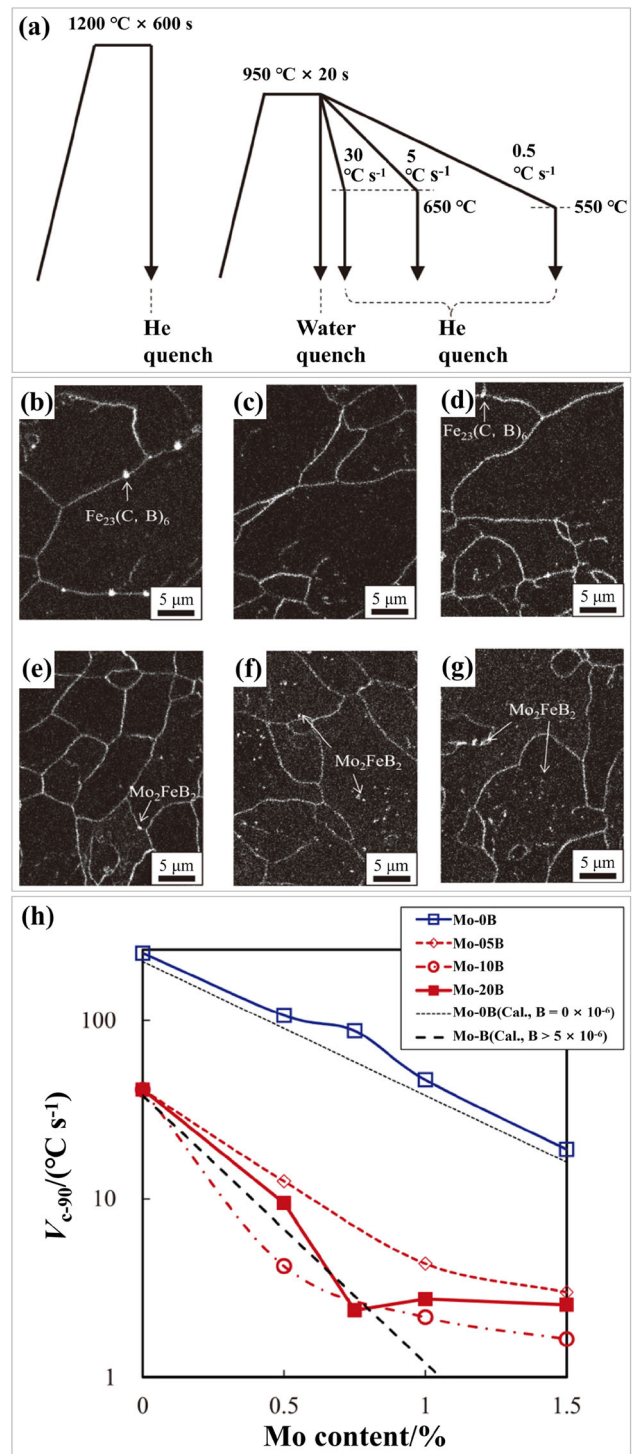 (a)
1200 °C × 600 s
950 °C × 20 s
30
°C s⁻¹
5
°C s⁻¹
0.5
°C s⁻¹
650 °C
550 °C
He
quench
Water
quench
He
quench
(b)
Fe₂₃(C, B)₆
5 μm
(c)
5 μm
(d)
Fe₂₃(C, B)₆
5 μm
(e)
Mo₂FeB₂
5 μm
(f)
Mo₂FeB₂
5 μm
(g)
Mo₂FeB₂
5 μm
(h)
Mo-0B
Mo-05B
Mo-10B
Mo-20B
Mo-0B(Cal., B = 0 × 10⁻⁶)
Mo-B(Cal., B > 5 × 10⁻⁶)
100
10
1
V_c-90/(°C s⁻¹)
0
0.5
1
1.5
Mo content/%